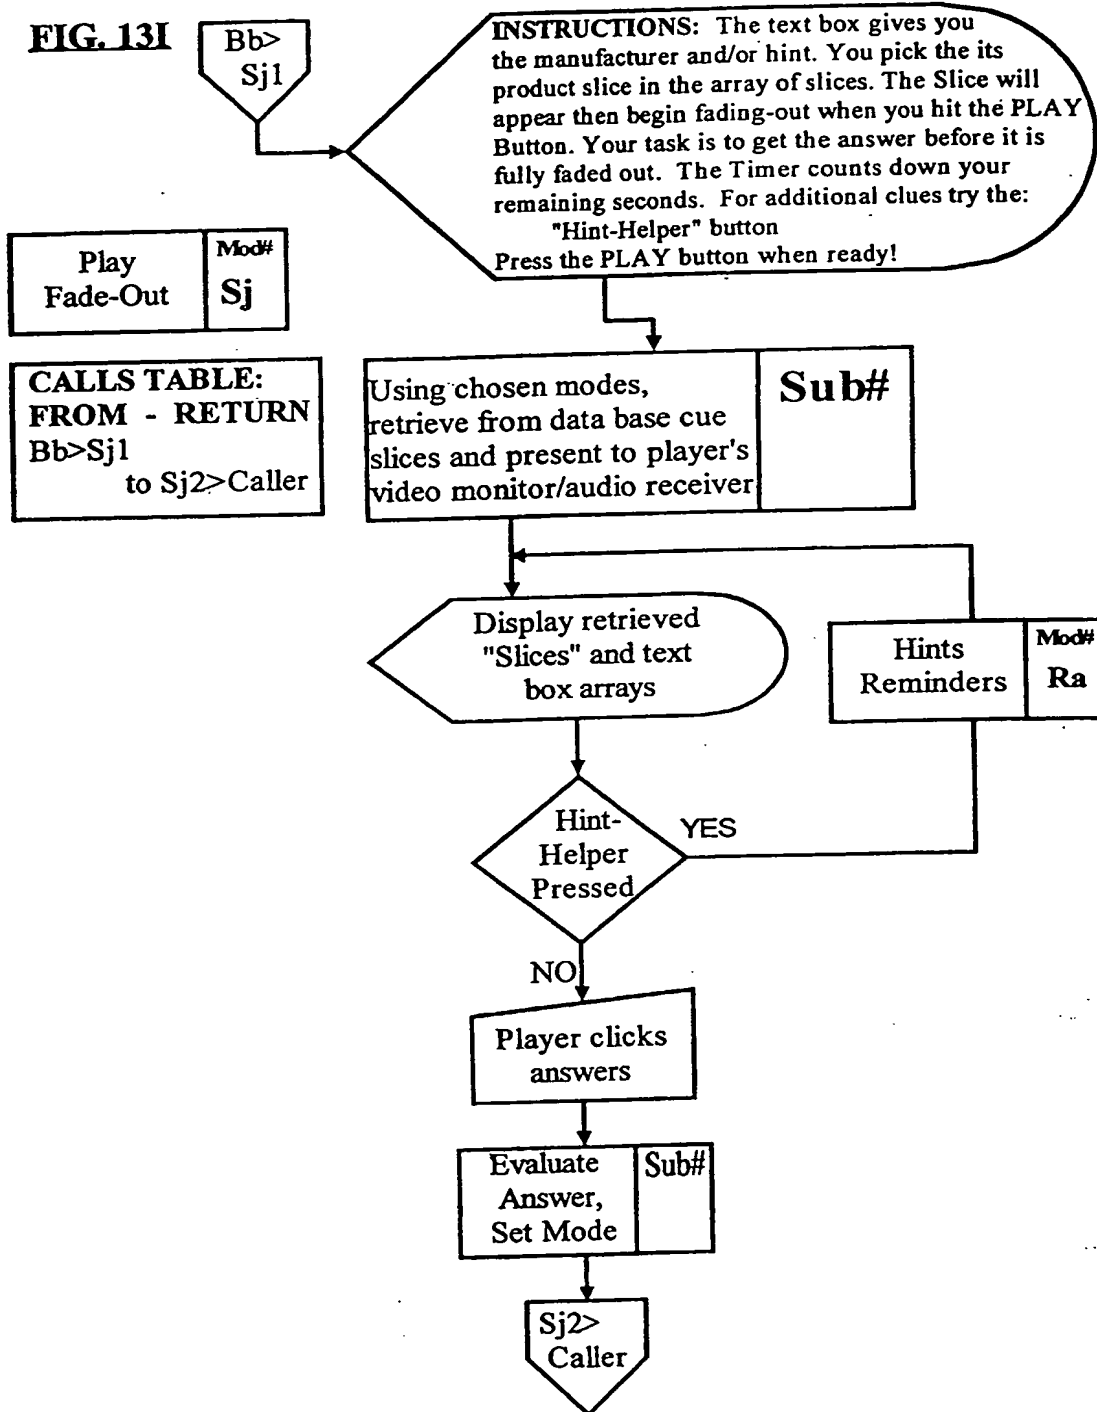 FIG. 13I
Bb>
Sj1
INSTRUCTIONS: The text box gives you
the manufacturer and/or hint. You pick the its
product slice in the array of slices. The Slice will
appear then begin fading-out when you hit the PLAY
Button. Your task is to get the answer before it is
fully faded out. The Timer counts down your
remaining seconds. For additional clues try the:
"Hint-Helper" button
Press the PLAY button when ready!
Play
Fade-Out
Mod#
Sj
CALLS TABLE:
FROM - RETURN
Bb>Sj1
to Sj2>Caller
Using chosen modes,
retrieve from data base cue
slices and present to player's
video monitor/audio receiver
Sub#
Display retrieved
"Slices" and text
box arrays
Hints
Reminders
Mod#
Ra
Hint-
Helper
Pressed
YES
NO
Player clicks
answers
Evaluate
Answer,
Set Mode
Sub#
Sj2>
Caller